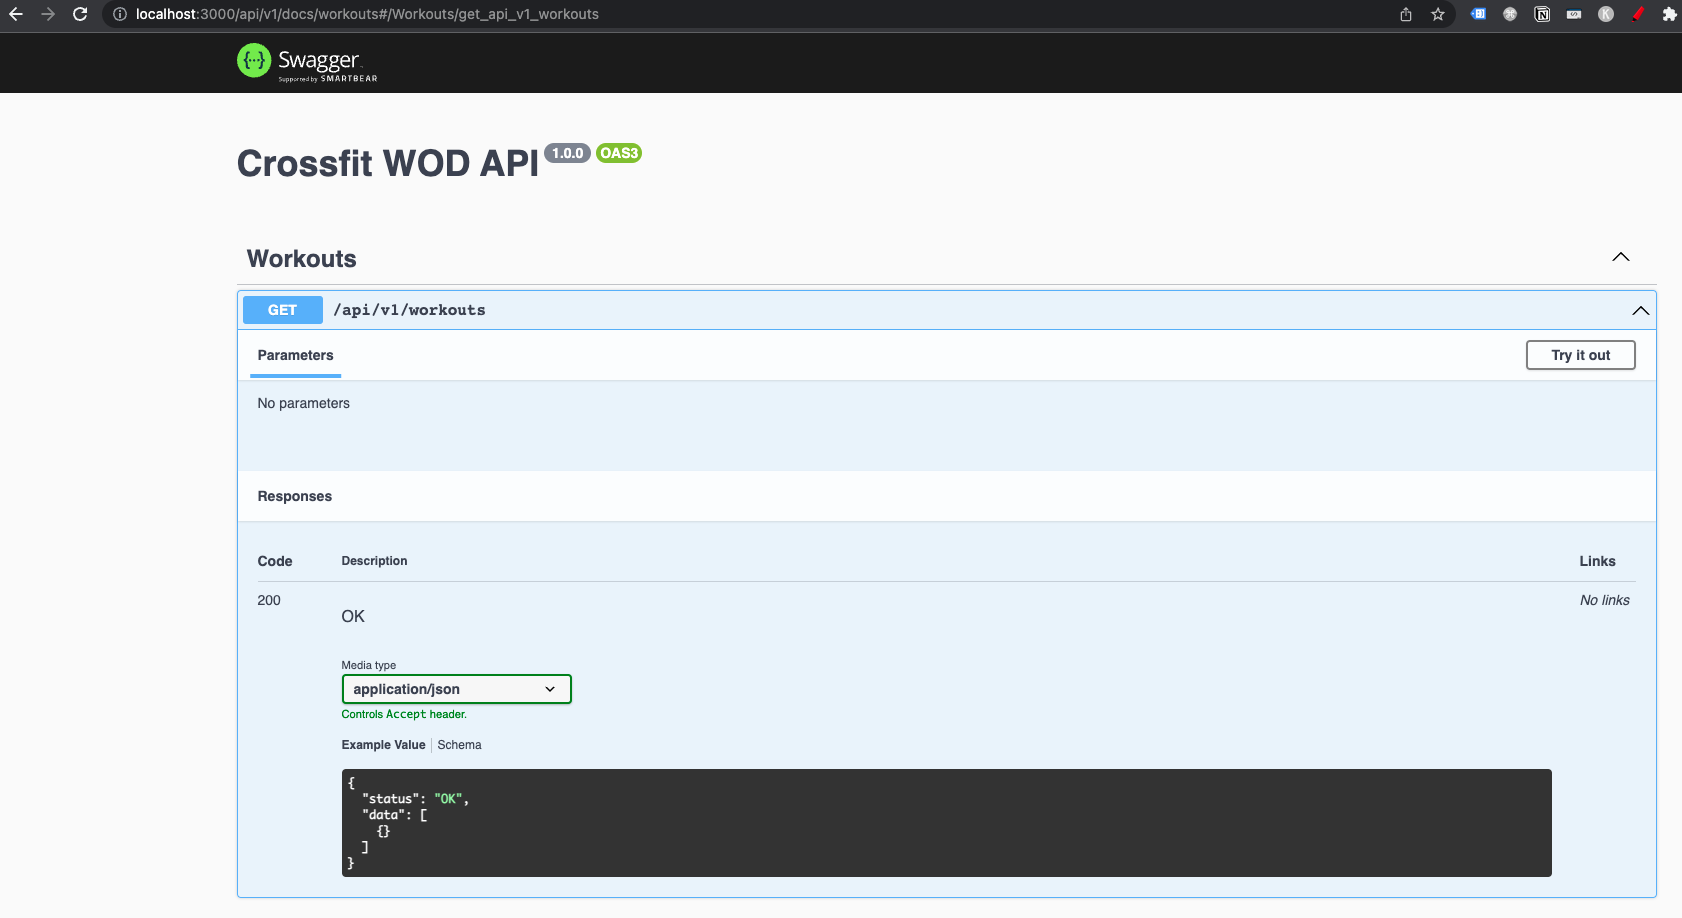 localhost:3000/api/v1/docs/workouts#/Workouts/get_api_v1_workouts
Swagger
Supported by SMARTBEAR
Crossfit WOD API 1.0.0 OAS3
Workouts
GET /api/v1/workouts
Parameters Try it out
No parameters
Responses
Code Description Links
200 No links
OK
Media type
application/json
Controls Accept header.
Example Value Schema
{
"status": "OK",
"data": [
{}
]
}